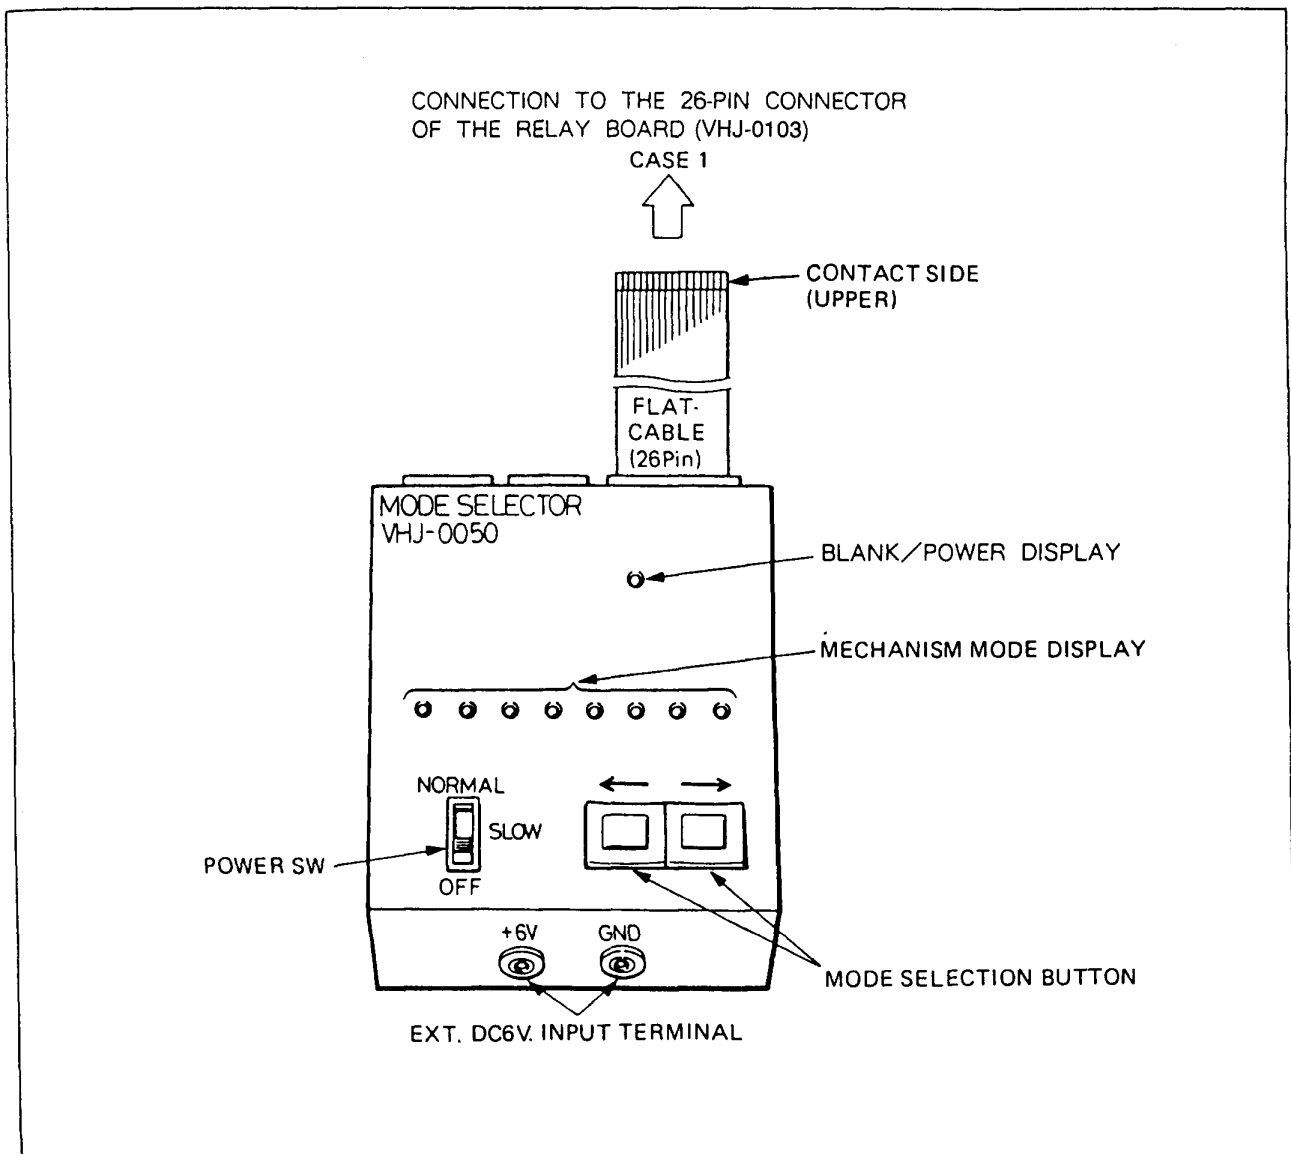 CONNECTION TO THE 26-PIN CONNECTOR
OF THE RELAY BOARD (VHJ-0103)
CASE 1
CONTACT SIDE
(UPPER)
FLAT-
CABLE
(26Pin)
MODE SELECTOR
VHJ-0050
BLANK/POWER DISPLAY
MECHANISM MODE DISPLAY
NORMAL
SLOW
POWER SW
OFF
+6V GND
MODE SELECTION BUTTON
EXT. DC6V. INPUT TERMINAL